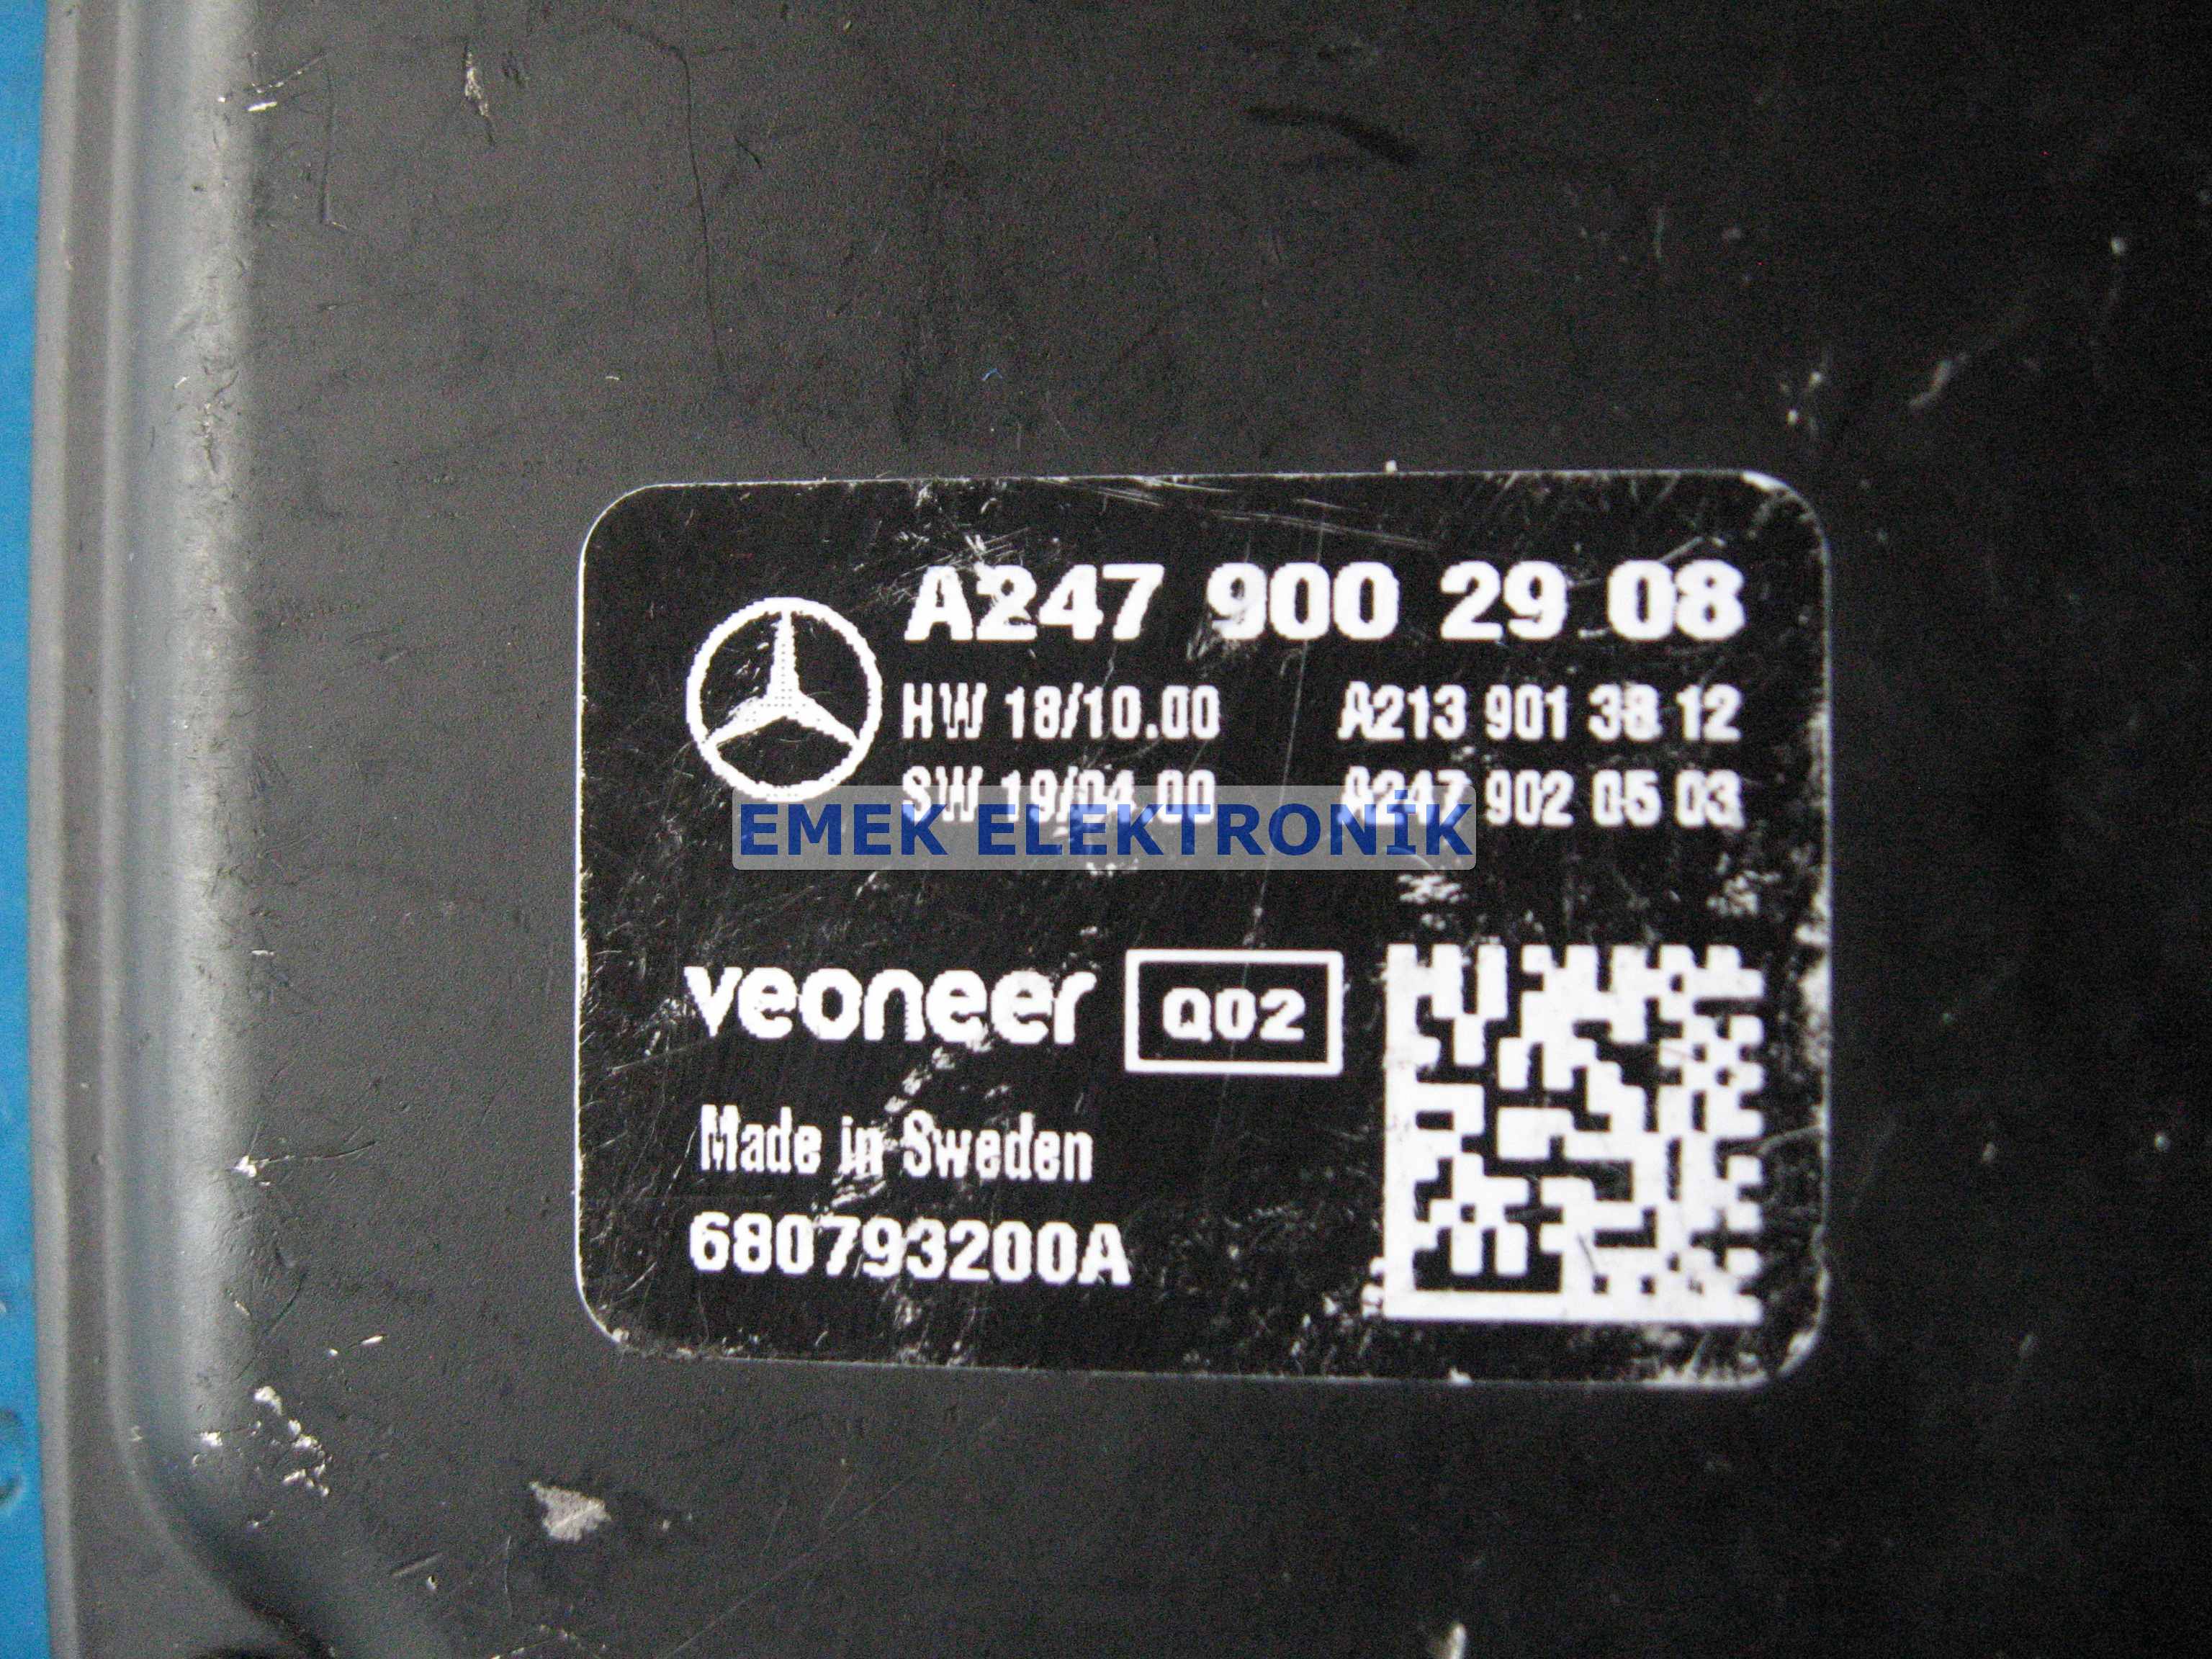 A247 900 29 08
HW 18/10.00 A213 901 38 12
SW 19/04.00 A247 902 05 03
EMEK ELEKTRONİK
veoneer Q02
Made in Sweden
680793200A